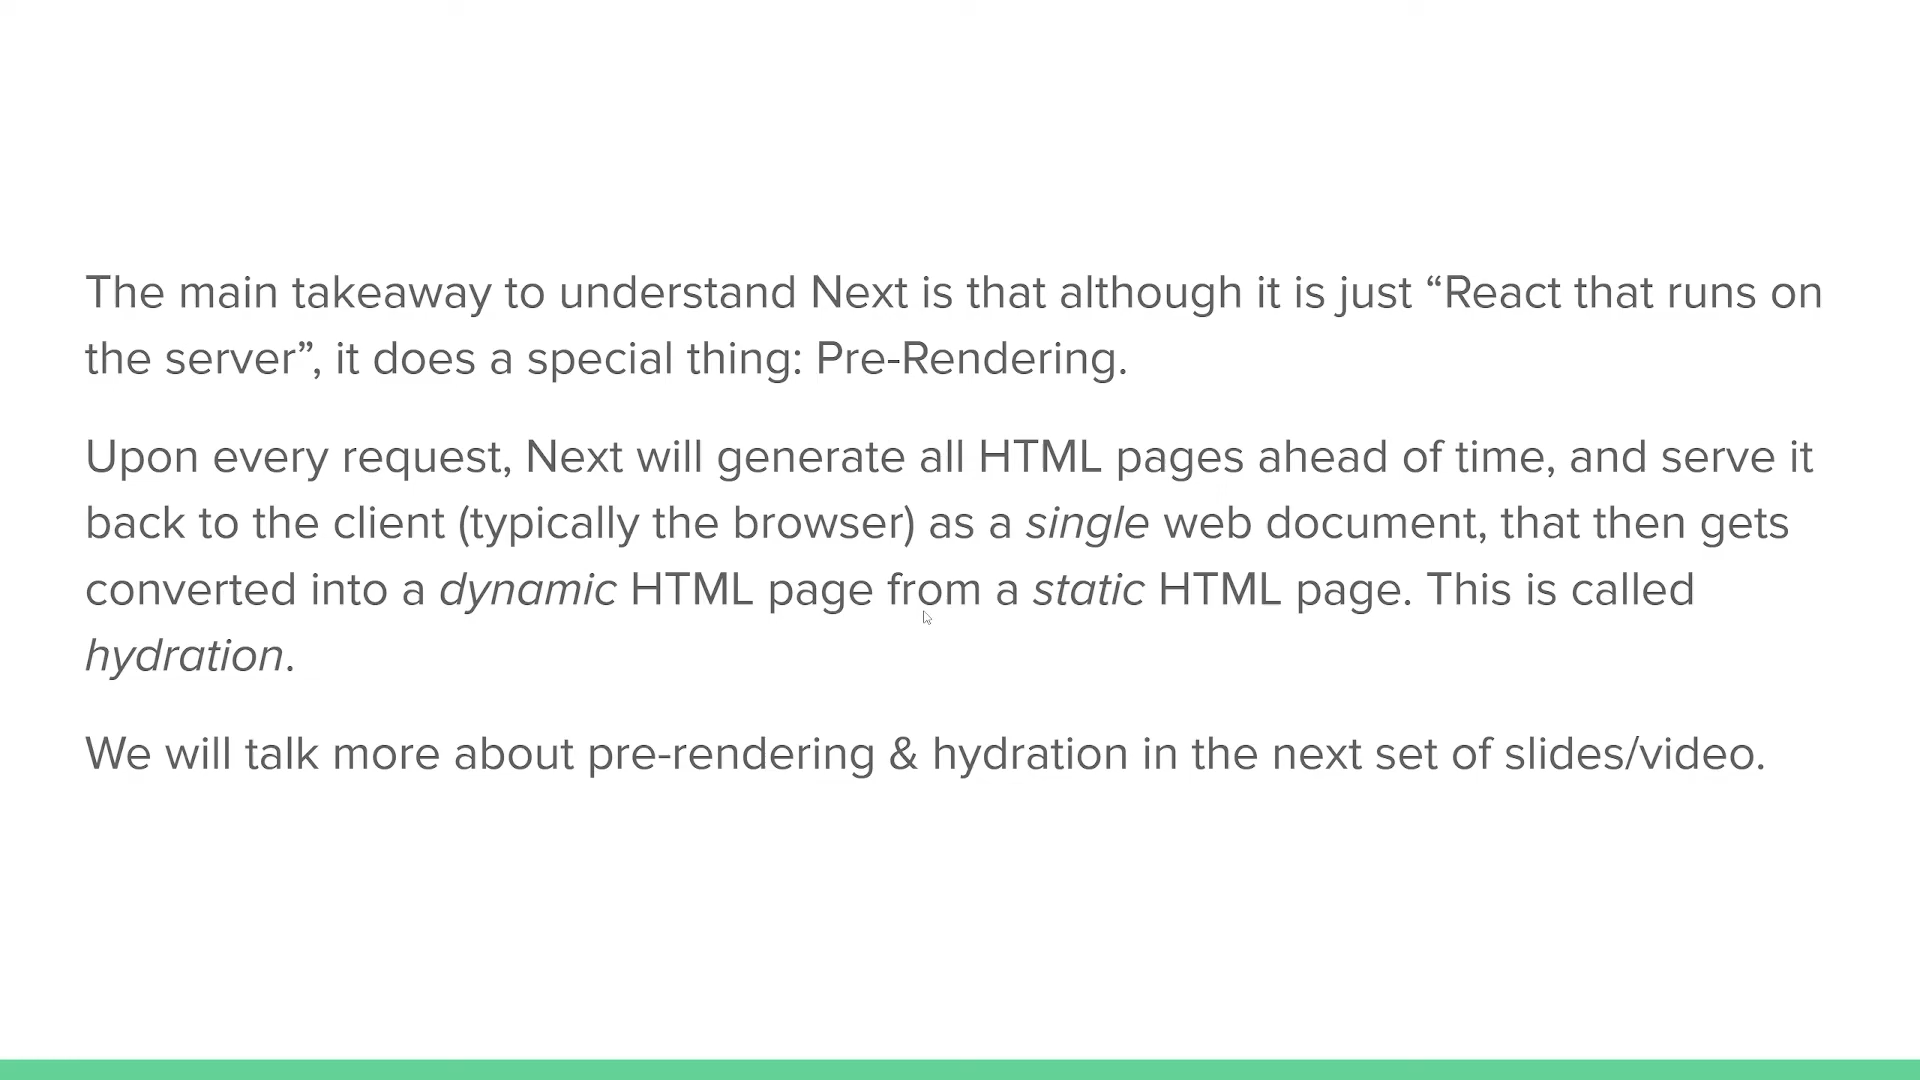 The main takeaway to understand Next is that although it is just “React that runs on
the server”, it does a special thing: Pre-Rendering.
Upon every request, Next will generate all HTML pages ahead of time, and serve it
back to the client (typically the browser) as a single web document, that then gets
converted into a dynamic HTML page from a static HTML page. This is called
hydration.
We will talk more about pre-rendering & hydration in the next set of slides/video.